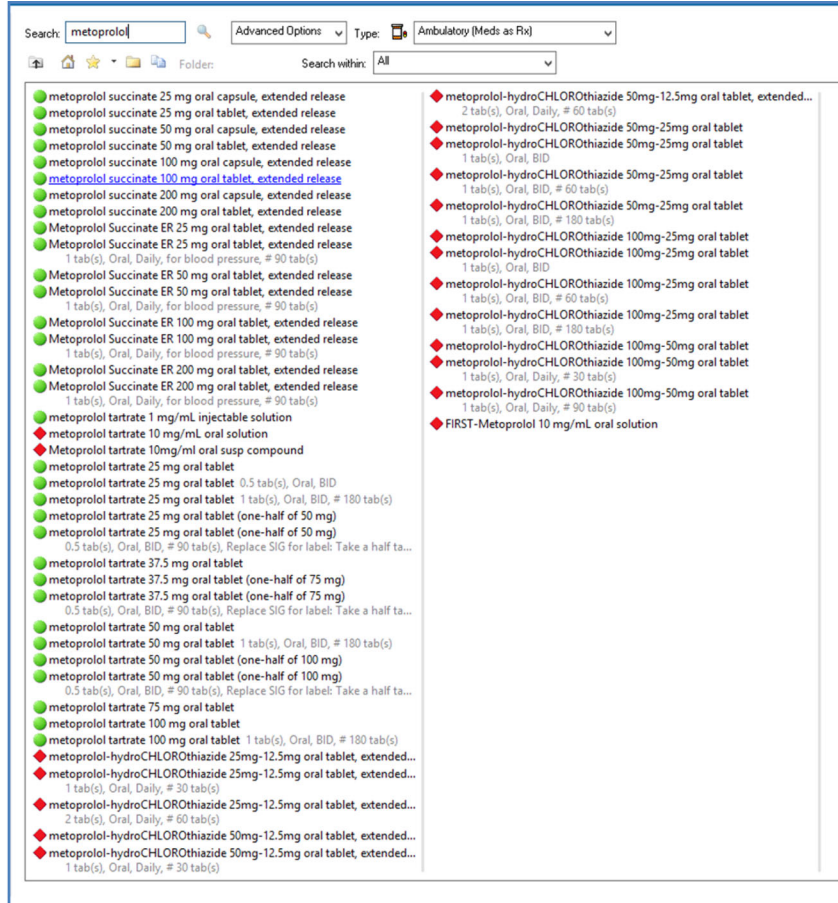 Search: metoprolol Advanced Options Type: Ambulatory (Meds as Rx)
Folder: Search within: All
metoprolol succinate 25 mg oral capsule, extended release
metoprolol succinate 25 mg oral tablet, extended release
metoprolol succinate 50 mg oral capsule, extended release
metoprolol succinate 50 mg oral tablet, extended release
metoprolol succinate 100 mg oral capsule, extended release
metoprolol succinate 100 mg oral tablet, extended release
metoprolol succinate 200 mg oral capsule, extended release
metoprolol succinate 200 mg oral tablet, extended release
Metoprolol Succinate ER 25 mg oral tablet, extended release
Metoprolol Succinate ER 25 mg oral tablet, extended release
1 tab(s), Oral, Daily, for blood pressure, # 90 tab(s)
Metoprolol Succinate ER 50 mg oral tablet, extended release
Metoprolol Succinate ER 50 mg oral tablet, extended release
1 tab(s), Oral, Daily, for blood pressure, # 90 tab(s)
Metoprolol Succinate ER 100 mg oral tablet, extended release
Metoprolol Succinate ER 100 mg oral tablet, extended release
1 tab(s), Oral, Daily, for blood pressure, # 90 tab(s)
Metoprolol Succinate ER 200 mg oral tablet, extended release
Metoprolol Succinate ER 200 mg oral tablet, extended release
1 tab(s), Oral, Daily, for blood pressure, # 90 tab(s)
metoprolol tartrate 1 mg/mL injectable solution
metoprolol tartrate 10 mg/mL oral solution
Metoprolol tartrate 10mg/ml oral susp compound
metoprolol tartrate 25 mg oral tablet
metoprolol tartrate 25 mg oral tablet 0.5 tab(s), Oral, BID
metoprolol tartrate 25 mg oral tablet 1 tab(s), Oral, BID, # 180 tab(s)
metoprolol tartrate 25 mg oral tablet (one-half of 50 mg)
metoprolol tartrate 25 mg oral tablet (one-half of 50 mg)
0.5 tab(s), Oral, BID, # 90 tab(s), Replace SIG for label: Take a half ta...
metoprolol tartrate 37.5 mg oral tablet
metoprolol tartrate 37.5 mg oral tablet (one-half of 75 mg)
metoprolol tartrate 37.5 mg oral tablet (one-half of 75 mg)
0.5 tab(s), Oral, BID, # 90 tab(s), Replace SIG for label: Take a half ta...
metoprolol tartrate 50 mg oral tablet
metoprolol tartrate 50 mg oral tablet 1 tab(s), Oral, BID, # 180 tab(s)
metoprolol tartrate 50 mg oral tablet (one-half of 100 mg)
metoprolol tartrate 50 mg oral tablet (one-half of 100 mg)
0.5 tab(s), Oral, BID, # 90 tab(s), Replace SIG for label: Take a half ta...
metoprolol tartrate 75 mg oral tablet
metoprolol tartrate 100 mg oral tablet
metoprolol tartrate 100 mg oral tablet 1 tab(s), Oral, BID, # 180 tab(s)
metoprolol-hydroCHLOROthiazide 25mg-12.5mg oral tablet, extended...
metoprolol-hydroCHLOROthiazide 25mg-12.5mg oral tablet, extended...
1 tab(s), Oral, Daily, # 30 tab(s)
metoprolol-hydroCHLOROthiazide 25mg-12.5mg oral tablet, extended...
2 tab(s), Oral, Daily, # 60 tab(s)
metoprolol-hydroCHLOROthiazide 50mg-12.5mg oral tablet, extended...
metoprolol-hydroCHLOROthiazide 50mg-12.5mg oral tablet, extended...
1 tab(s), Oral, Daily, # 30 tab(s)
metoprolol-hydroCHLOROthiazide 50mg-12.5mg oral tablet, extended...
2 tab(s), Oral, Daily, # 60 tab(s)
metoprolol-hydroCHLOROthiazide 50mg-25mg oral tablet
metoprolol-hydroCHLOROthiazide 50mg-25mg oral tablet
1 tab(s), Oral, BID
metoprolol-hydroCHLOROthiazide 50mg-25mg oral tablet
1 tab(s), Oral, BID, # 60 tab(s)
metoprolol-hydroCHLOROthiazide 50mg-25mg oral tablet
1 tab(s), Oral, BID, # 180 tab(s)
metoprolol-hydroCHLOROthiazide 100mg-25mg oral tablet
metoprolol-hydroCHLOROthiazide 100mg-25mg oral tablet
1 tab(s), Oral, BID
metoprolol-hydroCHLOROthiazide 100mg-25mg oral tablet
1 tab(s), Oral, BID, # 60 tab(s)
metoprolol-hydroCHLOROthiazide 100mg-25mg oral tablet
1 tab(s), Oral, BID, # 180 tab(s)
metoprolol-hydroCHLOROthiazide 100mg-50mg oral tablet
metoprolol-hydroCHLOROthiazide 100mg-50mg oral tablet
1 tab(s), Oral, Daily, # 30 tab(s)
metoprolol-hydroCHLOROthiazide 100mg-50mg oral tablet
1 tab(s), Oral, Daily, # 90 tab(s)
FIRST-Metoprolol 10 mg/mL oral solution